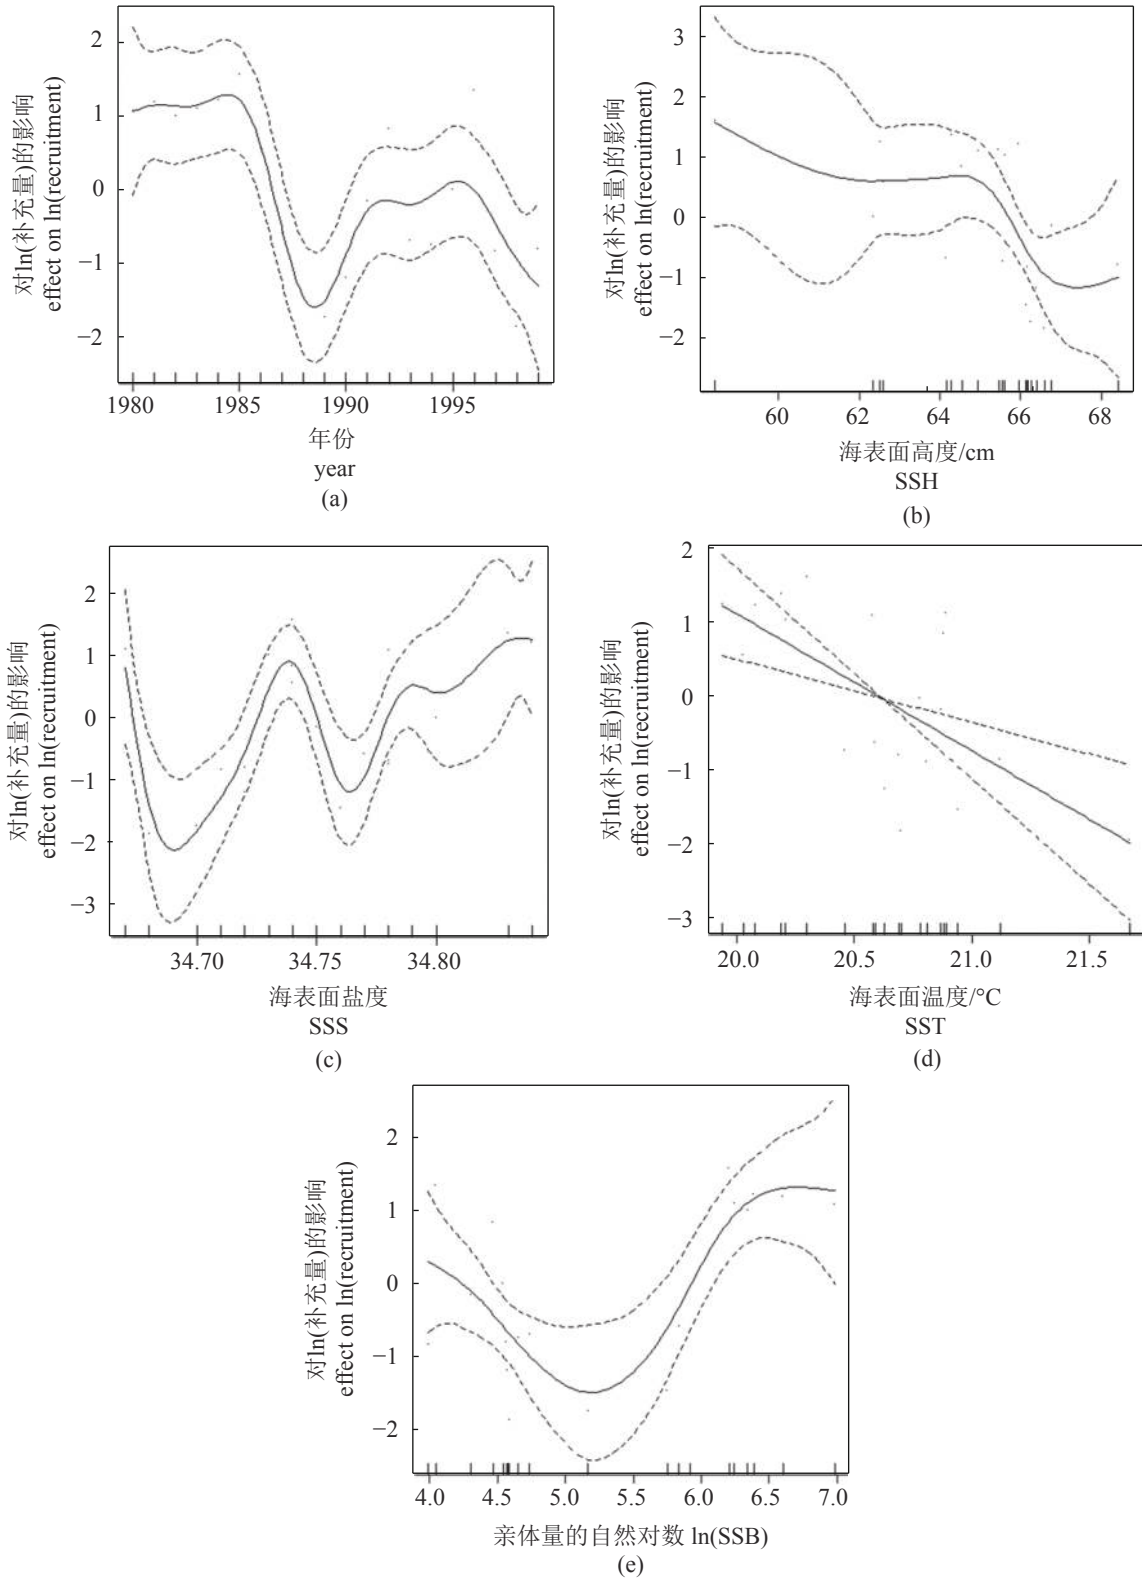 对ln(补充量)的影响
effect on ln(recruitment)
2
1
0
−1
−2
1980
1985
1990
1995
年份
year
(a)
对ln(补充量)的影响
effect on ln(recruitment)
3
2
1
0
−1
−2
60
62
64
66
68
海表面高度/cm
SSH
(b)
对ln(补充量)的影响
effect on ln(recruitment)
2
1
0
−1
−2
−3
34.70
34.75
34.80
海表面盐度
SSS
(c)
对ln(补充量)的影响
effect on ln(recruitment)
2
1
0
−1
−2
−3
20.0
20.5
21.0
21.5
海表面温度/°C
SST
(d)
对ln(补充量)的影响
effect on ln(recruitment)
2
1
0
−1
−2
4.0
4.5
5.0
5.5
6.0
6.5
7.0
亲体量的自然对数 ln(SSB)
(e)